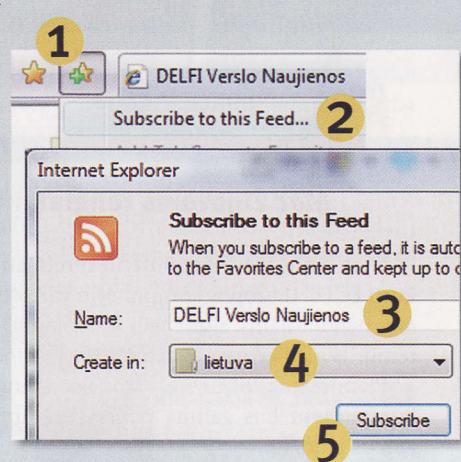 1
DELFI Verslo Naujienos
Subscribe to this Feed... 2
Internet Explorer
Subscribe to this Feed
When you subscribe to a feed, it is auto
to the Favorites Center and kept up to
Name: DELFI Verslo Naujienos 3
Create in: lietuva 4
Subscribe
5